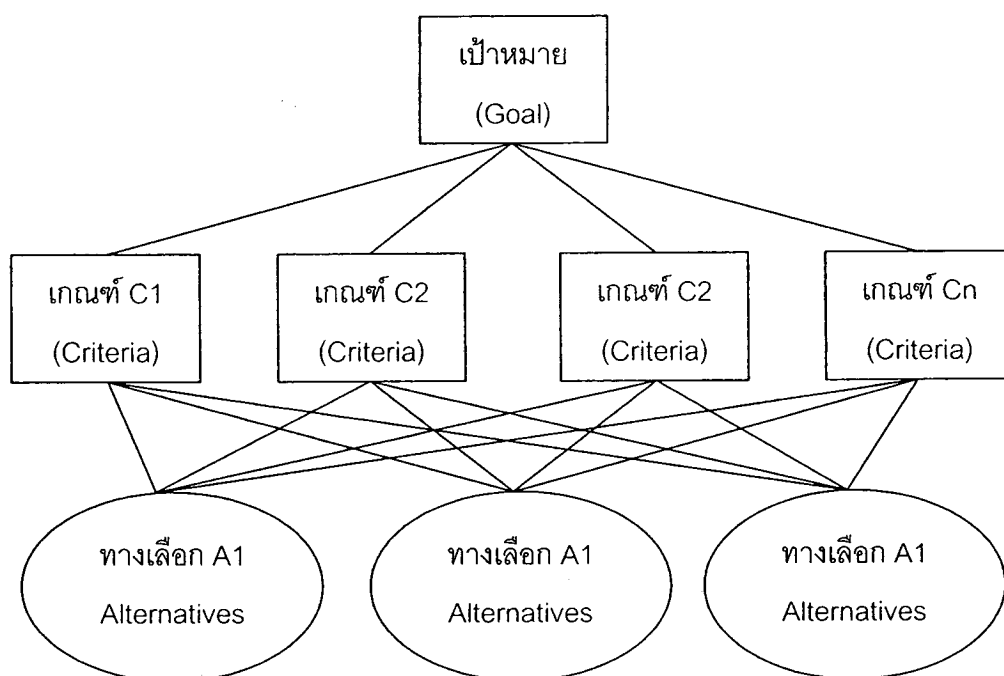 เป้าหมาย
(Goal)
เกณฑ์ C1
(Criteria)
เกณฑ์ C2
(Criteria)
เกณฑ์ C2
(Criteria)
เกณฑ์ Cn
(Criteria)
ทางเลือก A1
Alternatives
ทางเลือก A1
Alternatives
ทางเลือก A1
Alternatives